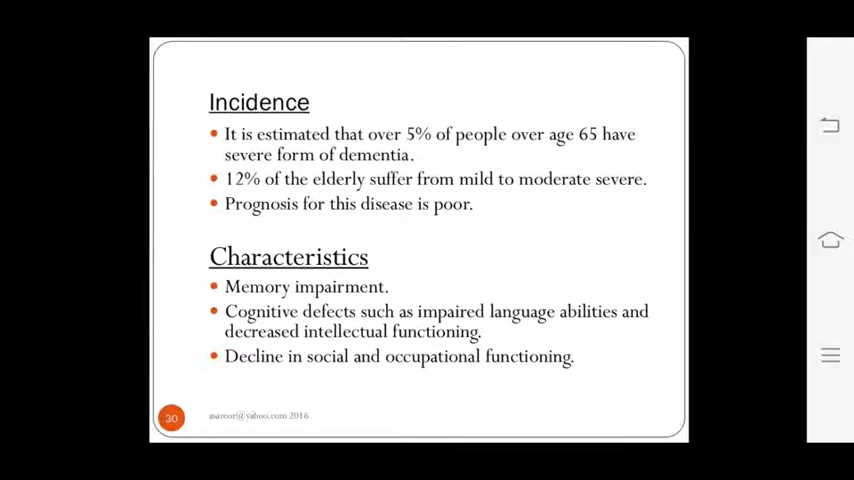 Incidence
It is estimated that over 5% of people over age 65 have
severe form of dementia.
12% of the elderly suffer from mild to moderate severe.
Prognosis for this disease is poor.
Characteristics
Memory impairment.
Cognitive defects such as impaired language abilities and
decreased intellectual functioning.
Decline in social and occupational functioning.
30
asareor@yahoo.com 2016